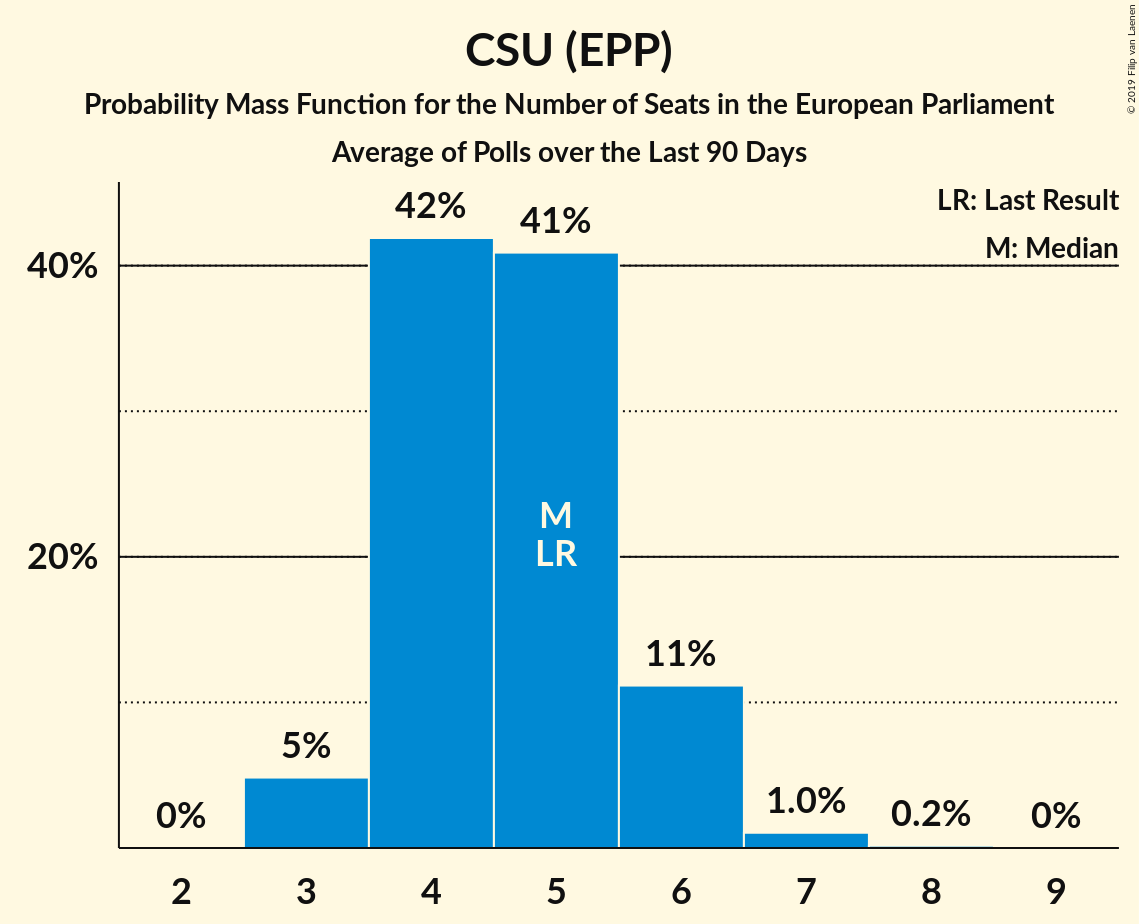 CSU (EPP)
Probability Mass Function for the Number of Seats in the European Parliament
Average of Polls over the Last 90 Days
© 2019 Filip van Laenen
LR: Last Result
M: Median
42%
41%
40%
M
LR
20%
11%
5%
1.0%
0.2%
0%
0%
2 3 4 5 6 7 8 9